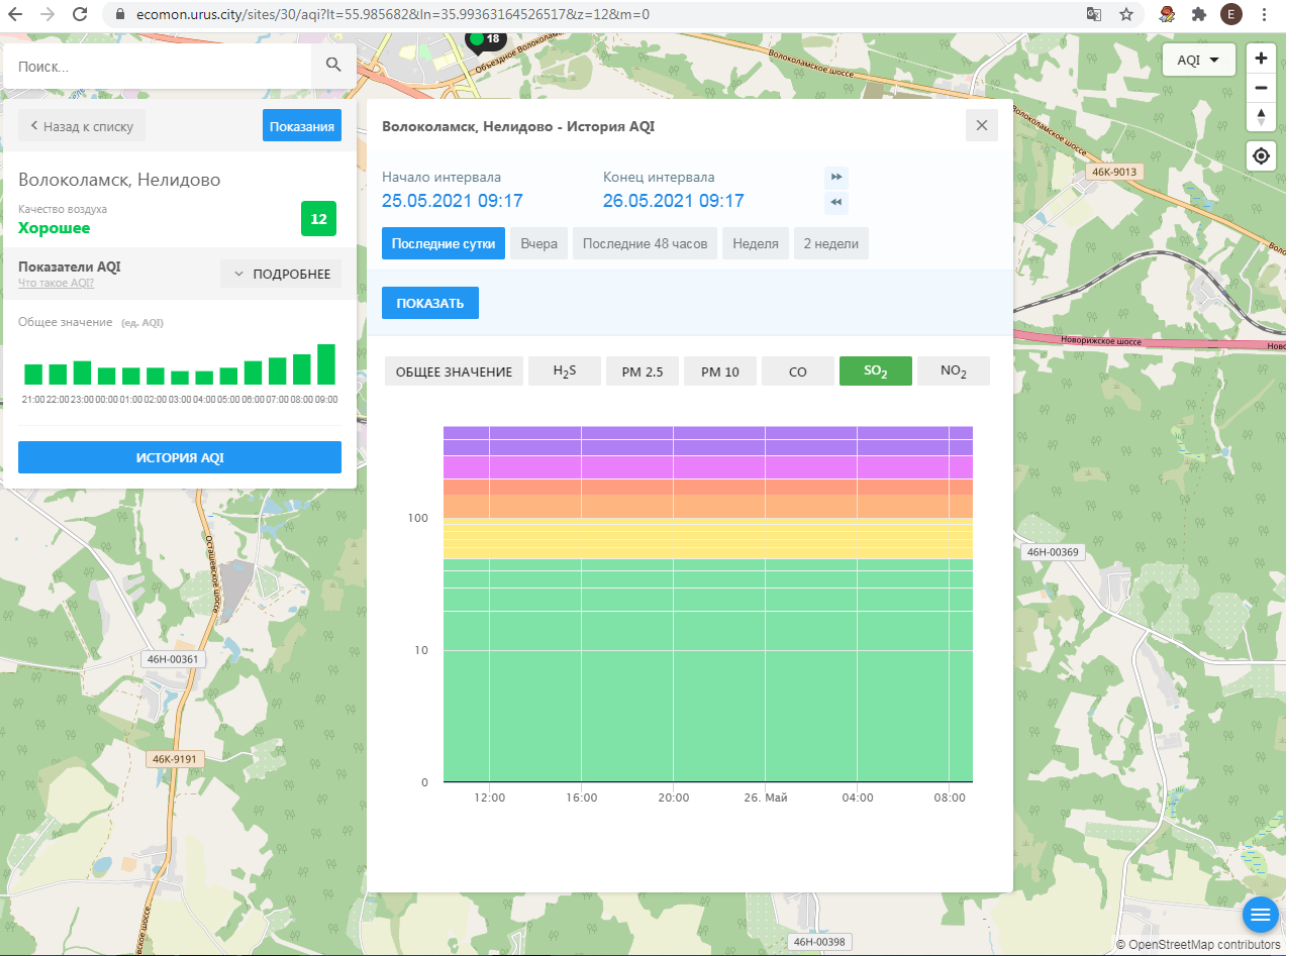 ecomon.urus.city/sites/30/aqi?lt=55.985682&ln=35.99363164526517&z=12&m=0
E
18
Объездное Волоколамское
Волоколамское шоссе
Поиск...
AQI
Назад к списку
Показания
Волоколамск, Нелидово - История AQI
Волоколамское шоссе
46К-9013
Волоколамск, Нелидово
Начало интервала
Конец интервала
Качество воздуха
25.05.2021 09:17
26.05.2021 09:17
Хорошее
12
Последние сутки
Вчера
Последние 48 часов
Неделя
2 недели
Показатели AQI
Что такое AQI?
ПОДРОБНЕЕ
ПОКАЗАТЬ
Общее значение (ед. AQI)
Новорижское шоссе
ОБЩЕЕ ЗНАЧЕНИЕ
H2S
PM 2.5
PM 10
CO
SO2
NO2
21:00 22:00 23:00 00:00 01:00 02:00 03:00 04:00 05:00 06:00 07:00 08:00 09:00
ИСТОРИЯ AQI
100
Осташевское шоссе
46Н-00369
10
46Н-00361
46К-9191
0
12:00
16:00
20:00
26. Май
04:00
08:00
46Н-00398
© OpenStreetMap contributors